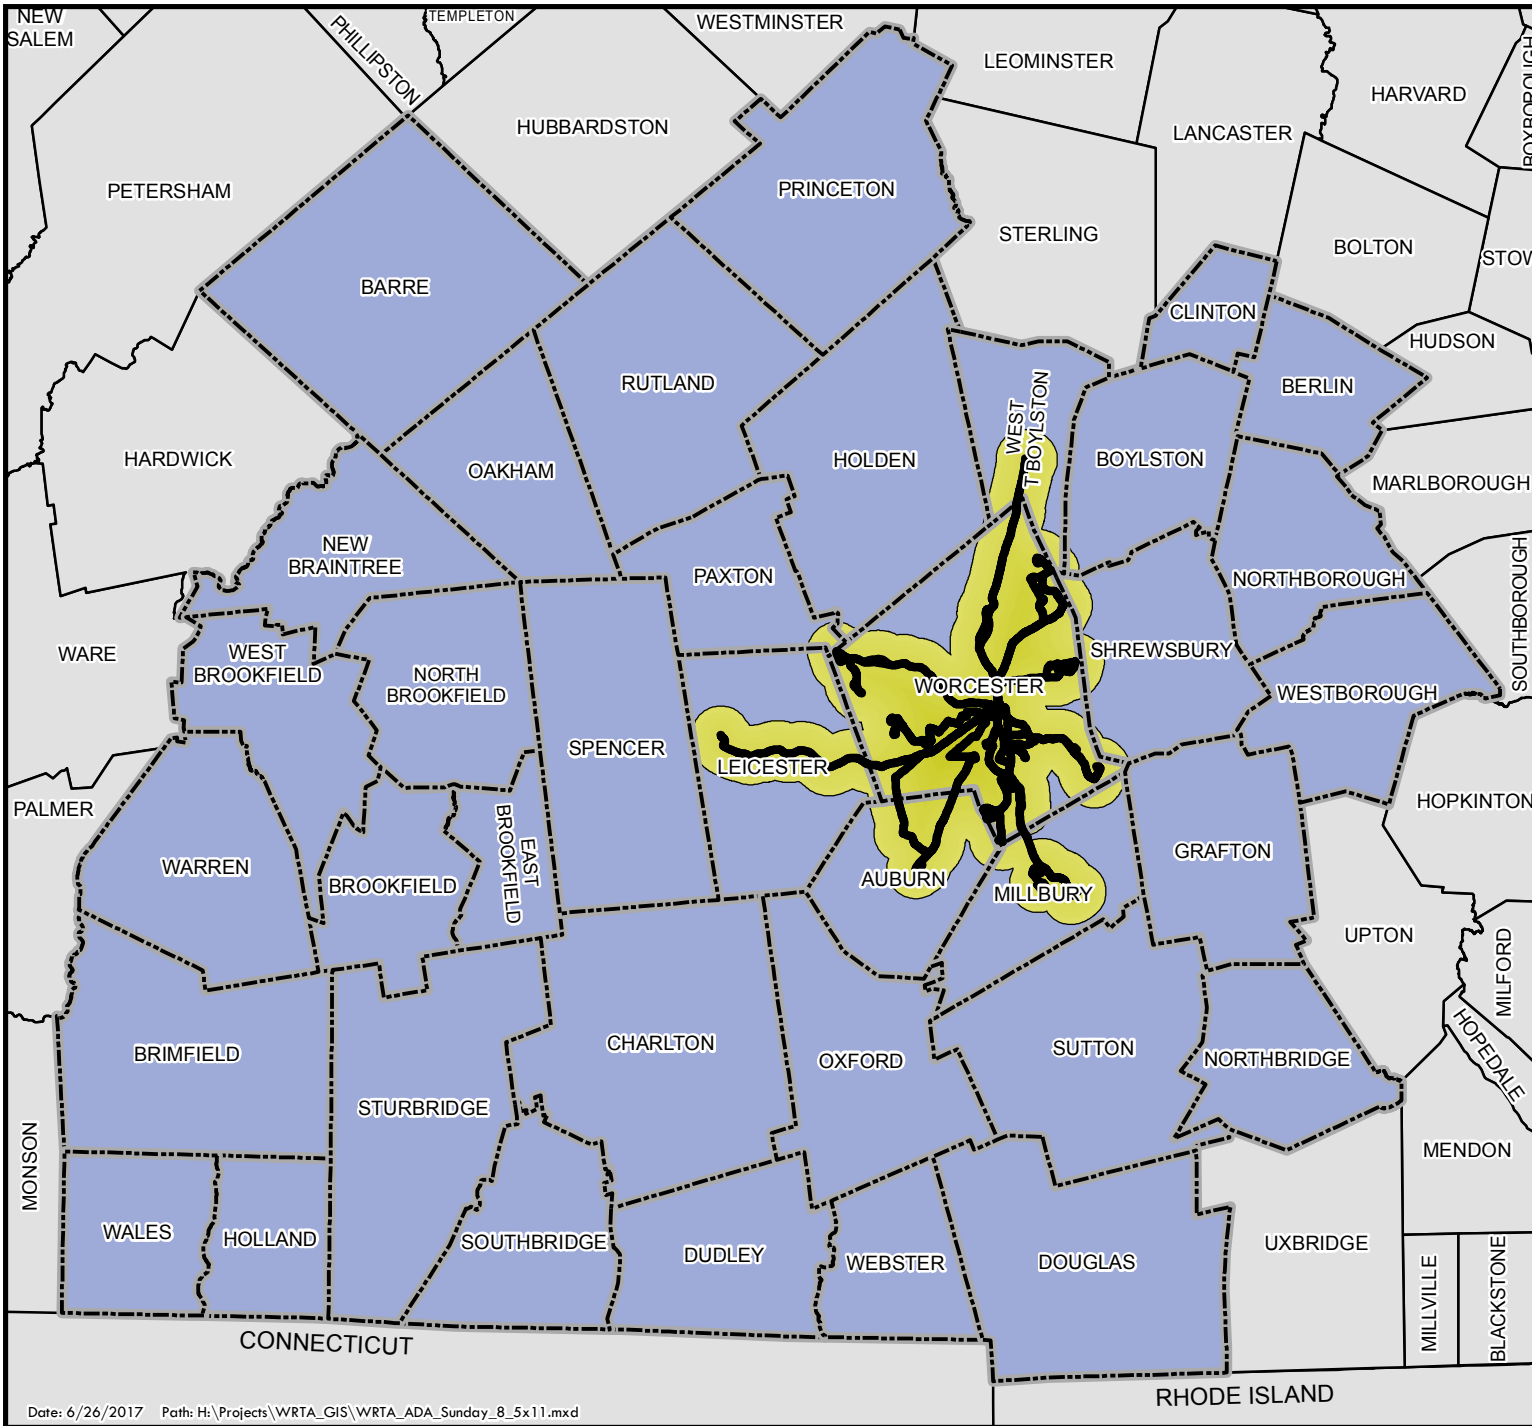 NEW
SALEM
PHILLIPSTON
TEMPLETON
WESTMINSTER
LEOMINSTER
HARVARD
BOXBOROUGH
HUBBARDSTON
LANCASTER
PETERSHAM
PRINCETON
STERLING
BOLTON
STOW
BARRE
CLINTON
HUDSON
RUTLAND
BERLIN
WEST
BOYLSTON
T
HARDWICK
OAKHAM
HOLDEN
BOYLSTON
MARLBOROUGH
NEW
BRAINTREE
PAXTON
NORTHBOROUGH
SOUTHBOROUGH
WARE
WEST
BROOKFIELD
NORTH
BROOKFIELD
SHREWSBURY
WORCESTER
WESTBOROUGH
SPENCER
LEICESTER
PALMER
HOPKINTON
WARREN
BROOKFIELD
EAST
BROOKFIELD
AUBURN
MILLBURY
GRAFTON
UPTON
MILFORD
BRIMFIELD
CHARLTON
OXFORD
SUTTON
NORTHBRIDGE
HOPEDALE
STURBRIDGE
MONSON
MENDON
WALES
HOLLAND
SOUTHBRIDGE
DUDLEY
WEBSTER
DOUGLAS
UXBRIDGE
MILLVILLE
BLACKSTONE
CONNECTICUT
RHODE ISLAND
Date: 6/26/2017 Path: H:\Projects\WRTA_GIS\WRTA_ADA_Sunday_8_5x11.mxd